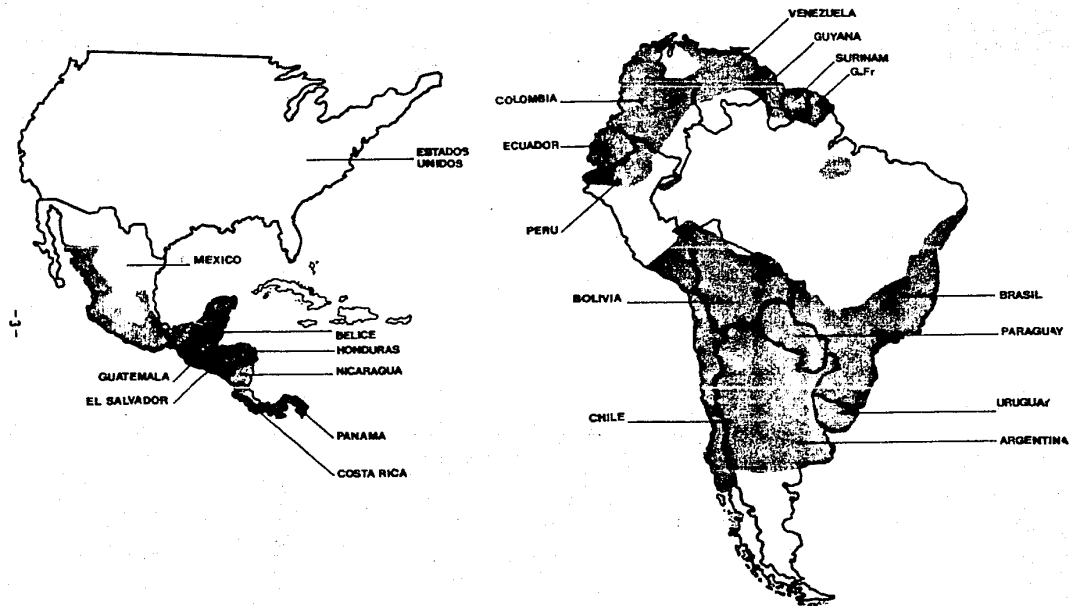 ESTADOS
UNIDOS
MEXICO
BELICE
HONDURAS
NICARAGUA
GUATEMALA
EL SALVADOR
PANAMA
COSTA RICA
-3-
VENEZUELA
GUYANA
SURINAM
G.Fr
COLOMBIA
ECUADOR
PERU
BOLIVIA
BRASIL
PARAGUAY
CHILE
URUGUAY
ARGENTINA